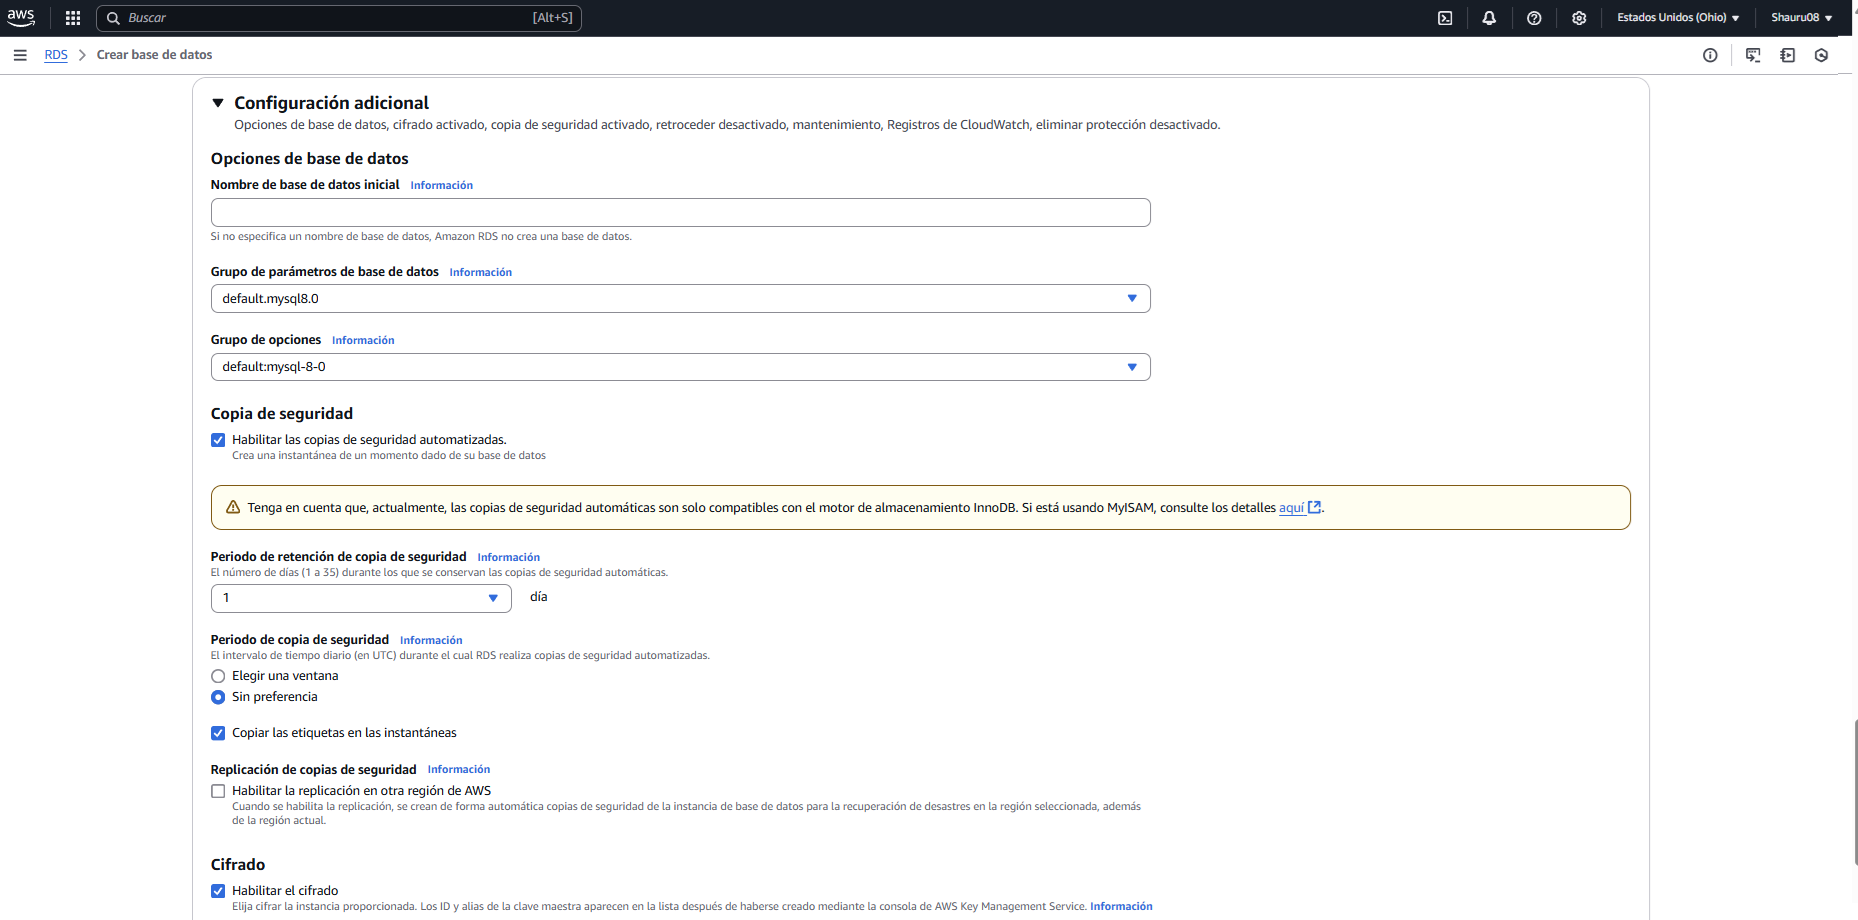 aws
Buscar
[Alt+S]
Estados Unidos (Ohio)
Shauru08
RDS
Crear base de datos
Configuración adicional
Opciones de base de datos, cifrado activado, copia de seguridad activado, retroceder desactivado, mantenimiento, Registros de CloudWatch, eliminar protección desactivado.
Opciones de base de datos
Nombre de base de datos inicial Información
Si no especifica un nombre de base de datos, Amazon RDS no crea una base de datos.
Grupo de parámetros de base de datos Información
default.mysql8.0
Grupo de opciones Información
default:mysql-8-0
Copia de seguridad
Habilitar las copias de seguridad automatizadas.
Crea una instantánea de un momento dado de su base de datos
Tenga en cuenta que, actualmente, las copias de seguridad automáticas son solo compatibles con el motor de almacenamiento InnoDB. Si está usando MyISAM, consulte los detalles aquí.
Periodo de retención de copia de seguridad Información
El número de días (1 a 35) durante los que se conservan las copias de seguridad automáticas.
1 día
Periodo de copia de seguridad Información
El intervalo de tiempo diario (en UTC) durante el cual RDS realiza copias de seguridad automatizadas.
Elegir una ventana
Sin preferencia
Copiar las etiquetas en las instantáneas
Replicación de copias de seguridad Información
Habilitar la replicación en otra región de AWS
Cuando se habilita la replicación, se crean de forma automática copias de seguridad de la instancia de base de datos para la recuperación de desastres en la región seleccionada, además
de la región actual.
Cifrado
Habilitar el cifrado
Elija cifrar la instancia proporcionada. Los ID y alias de la clave maestra aparecen en la lista después de haberse creado mediante la consola de AWS Key Management Service. Información